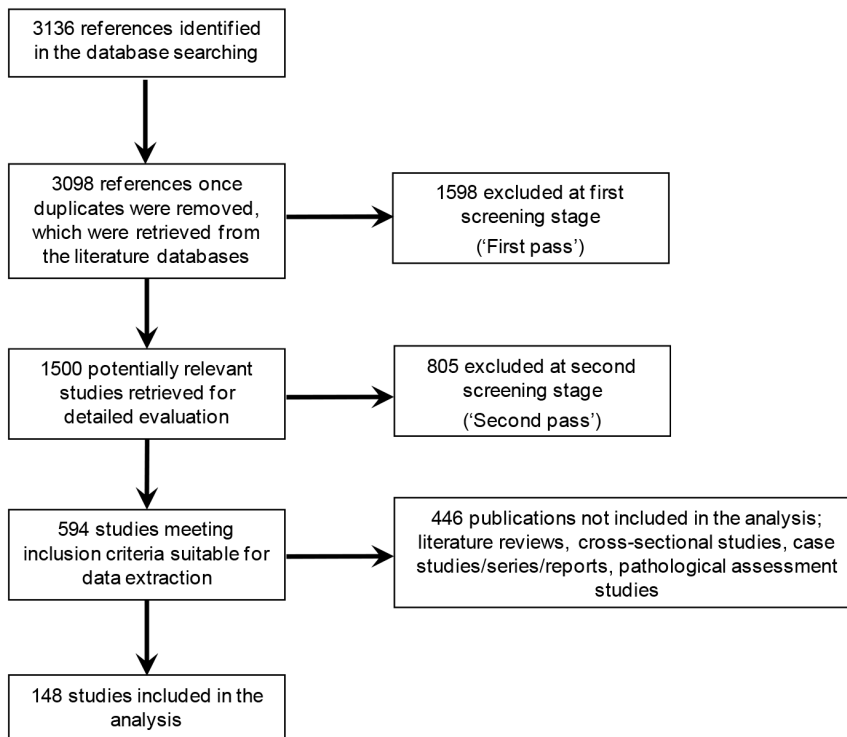 3136 references identified
in the database searching
3098 references once
duplicates were removed,
which were retrieved from
the literature databases
1598 excluded at first
screening stage
(‘First pass’)
1500 potentially relevant
studies retrieved for
detailed evaluation
805 excluded at second
screening stage
(‘Second pass’)
594 studies meeting
inclusion criteria suitable for
data extraction
446 publications not included in the analysis;
literature reviews, cross-sectional studies, case
studies/series/reports, pathological assessment
studies
148 studies included in the
analysis